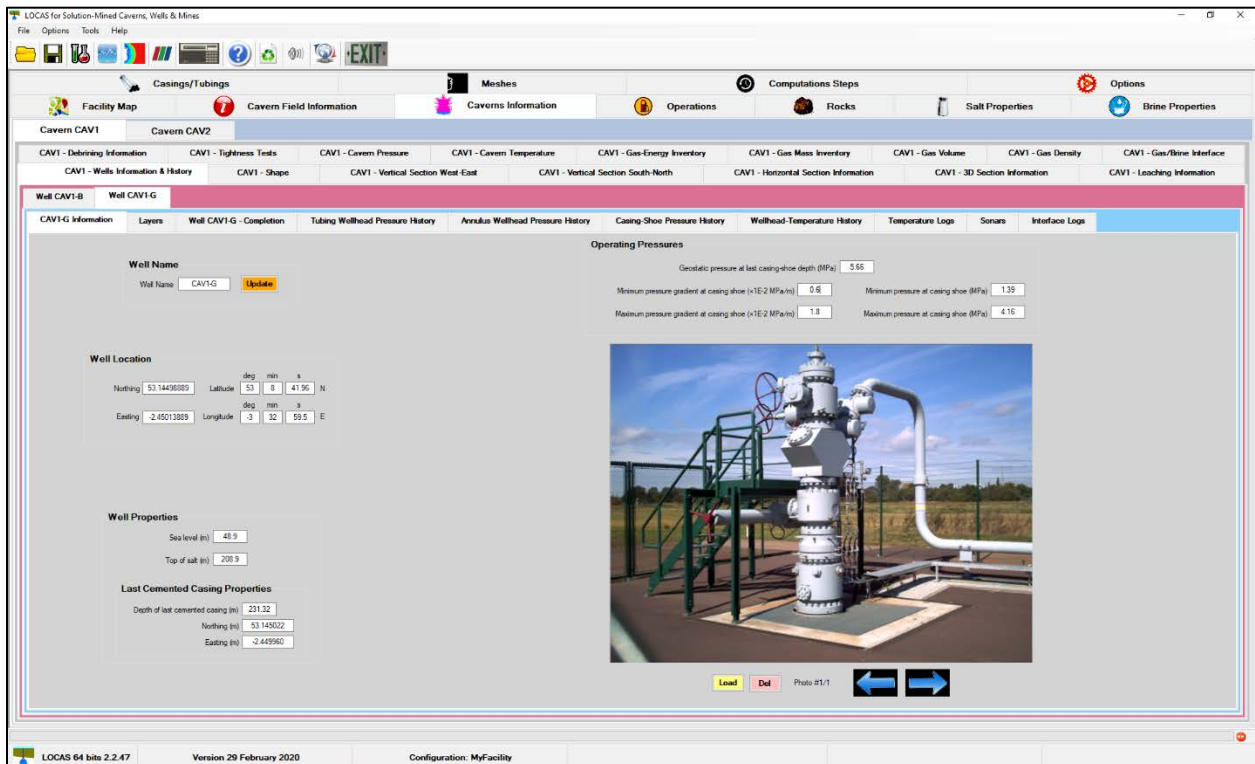 LOCAS for Solution-Mined Caverns, Wells & Mines
File Options Tools Help
EXIT
Casings/Tubings Meshes Computations Steps Options
Facility Map Cavern Field Information Caverns Information Operations Rocks Salt Properties Brine Properties
Cavern CAV1 Cavern CAV2
CAV1 - Debrining Information CAV1 - Tightness Tests CAV1 - Cavern Pressure CAV1 - Cavern Temperature CAV1 - Gas-Energy Inventory CAV1 - Gas Mass Inventory CAV1 - Gas Volume CAV1 - Gas Density CAV1 - Gas/Brine Interface
CAV1 - Wells Information & History CAV1 - Shape CAV1 - Vertical Section West-East CAV1 - Vertical Section South-North CAV1 - Horizontal Section Information CAV1 - 3D Section Information CAV1 - Leaching Information
Well CAV1-B Well CAV1-G
CAV1-G Information Layers Well CAV1-G - Completion Tubing Wellhead Pressure History Annulus Wellhead Pressure History Casing-Shoe Pressure History Wellhead-Temperature History Temperature Logs Sonars Interface Logs
Well Name
Well Name CAV1-G Update
Well Location
deg min s
Northing 53.14498889 Latitude 53 8 41.96 N
deg min s
Easting -2.45013889 Longitude -3 32 59.5 E
Well Properties
Sea level (m) 48.9
Top of salt (m) 208.9
Last Cemented Casing Properties
Depth of last cemented casing (m) 231.32
Northing (m) 53.145022
Easting (m) -2.449960
Operating Pressures
Geostatic pressure at last casing-shoe depth (MPa) 5.66
Minimum pressure gradient at casing shoe (×1E-2 MPa/m) 0.6 Minimum pressure at casing shoe (MPa) 1.39
Maximum pressure gradient at casing shoe (×1E-2 MPa/m) 1.8 Maximum pressure at casing shoe (MPa) 4.16
Load Del Photo #1/1
LOCAS 64 bits 2.2.47 Version 29 February 2020 Configuration: MyFacility